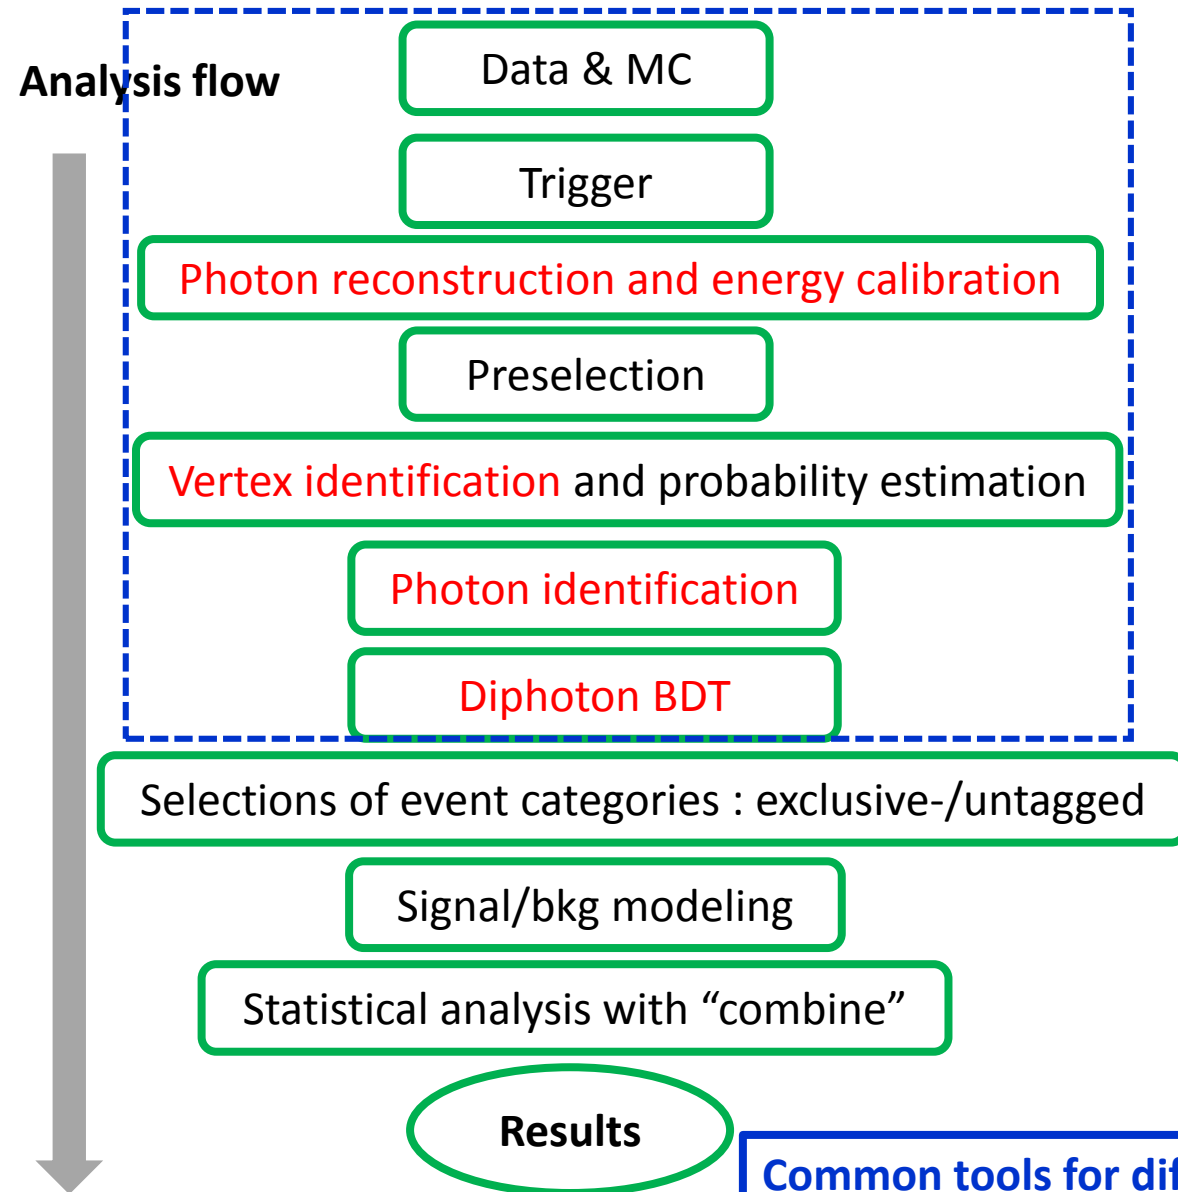 Data & MC
Analysis flow
Trigger
Photon reconstruction and energy calibration
Preselection
Vertex identification and probability estimation
Photon identification
Diphoton BDT
Selections of event categories : exclusive-/untagged
Signal/bkg modeling
Statistical analysis with “combine”
Results
Common tools for